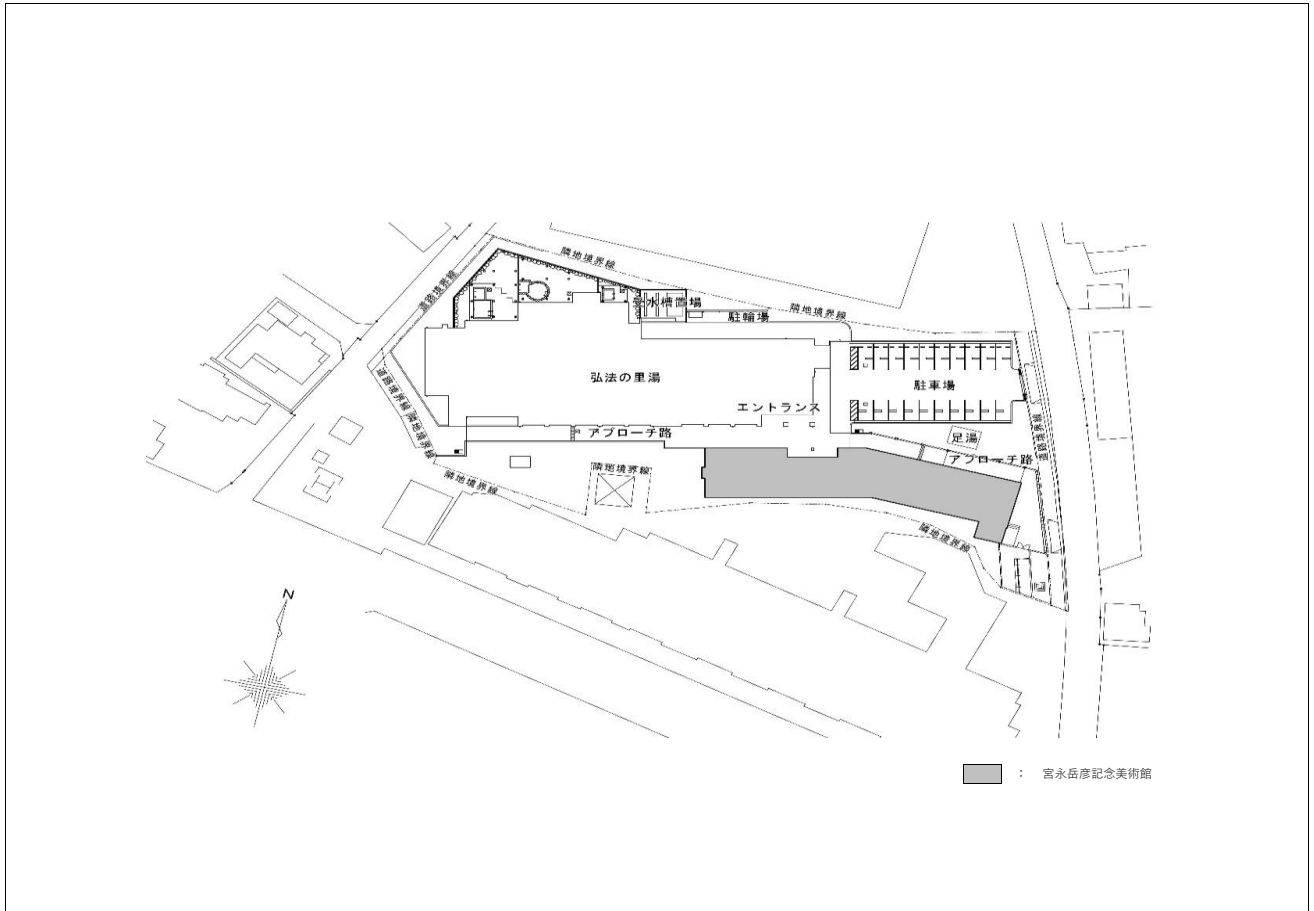 隣地境界線
道路境界線
受水槽置場
隣地境界線
駐輪場
弘法の里湯
駐車場
道路境界線
隣地境界線
エントランス
道路境界線
アプローチ路
足湯
アプローチ路
隣地境界線
隣地境界線
隣地境界線
N
： 宮永岳彦記念美術館